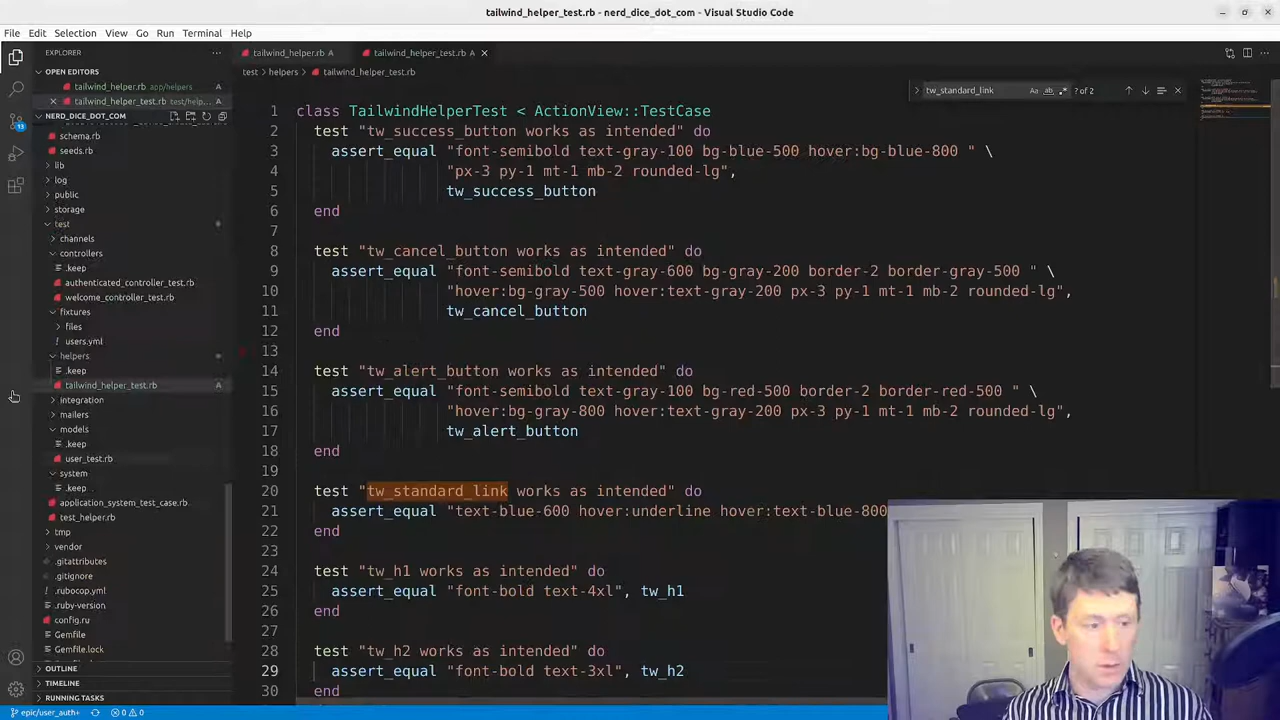 tailwind_helper_test.rb - nerd_dice_dot_com - Visual Studio Code
File Edit Selection View Go Run Terminal Help
EXPLORER
tailwind_helper.rb A
tailwind_helper_test.rb A
OPEN EDITORS
tailwind_helper.rb app/helpers
tailwind_helper_test.rb test/help...
NERD_DICE_DOT_COM
schema.rb
seeds.rb
lib
log
public
storage
test
channels
controllers
.keep
authenticated_controller_test.rb
welcome_controller_test.rb
fixtures
files
users.yml
helpers
.keep
tailwind_helper_test.rb A
integration
mailers
models
.keep
user_test.rb
system
.keep
application_system_test_case.rb
test_helper.rb
tmp
vendor
.gitattributes
.gitignore
.rubocop.yml
.ruby-version
config.ru
Gemfile
Gemfile.lock
OUTLINE
TIMELINE
RUNNING TASKS
test > helpers > tailwind_helper_test.rb
tw_standard_link
? of 2
1 class TailwindHelperTest < ActionView::TestCase
2 test "tw_success_button works as intended" do
3 assert_equal "font-semibold text-gray-100 bg-blue-500 hover:bg-blue-800 " \
4 "px-3 py-1 mt-1 mb-2 rounded-lg",
5 tw_success_button
6 end
7
8 test "tw_cancel_button works as intended" do
9 assert_equal "font-semibold text-gray-600 bg-gray-200 border-2 border-gray-500 " \
10 "hover:bg-gray-500 hover:text-gray-200 px-3 py-1 mt-1 mb-2 rounded-lg",
11 tw_cancel_button
12 end
13
14 test "tw_alert_button works as intended" do
15 assert_equal "font-semibold text-gray-100 bg-red-500 border-2 border-red-500 " \
16 "hover:bg-gray-800 hover:text-gray-200 px-3 py-1 mt-1 mb-2 rounded-lg",
17 tw_alert_button
18 end
19
20 test "tw_standard_link works as intended" do
21 assert_equal "text-blue-600 hover:underline hover:text-blue-800
22 end
23
24 test "tw_h1 works as intended" do
25 assert_equal "font-bold text-4xl", tw_h1
26 end
27
28 test "tw_h2 works as intended" do
29 assert_equal "font-bold text-3xl", tw_h2
30 end
13
epic/user_auth+ 0 0